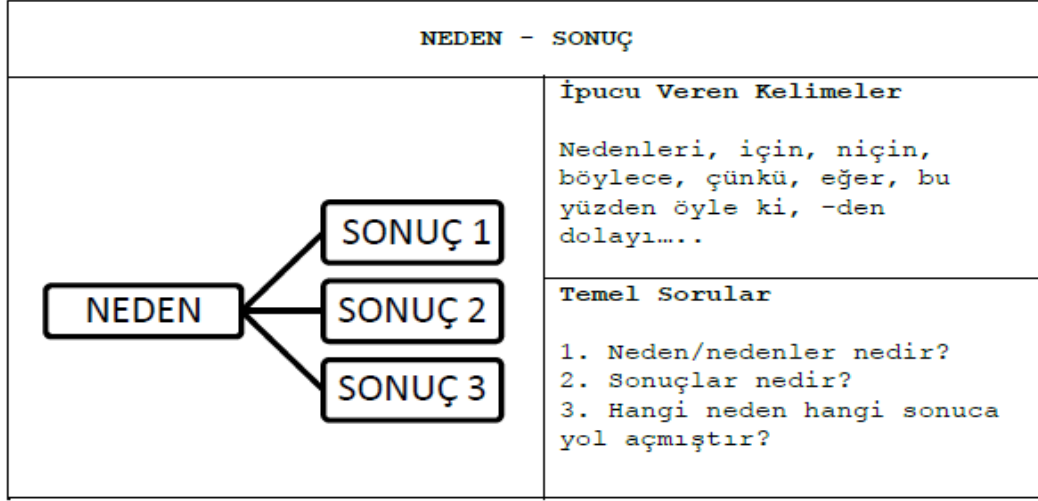 NEDEN - SONUÇ
NEDEN
SONUÇ 1
SONUÇ 2
SONUÇ 3
İpucu Veren Kelimeler
Nedenleri, için, niçin,
böylece, çünkü, eğer, bu
yüzden öyle ki, -den
dolayı…..
Temel Sorular
1. Neden/nedenler nedir?
2. Sonuçlar nedir?
3. Hangi neden hangi sonuca
yol açmıştır?